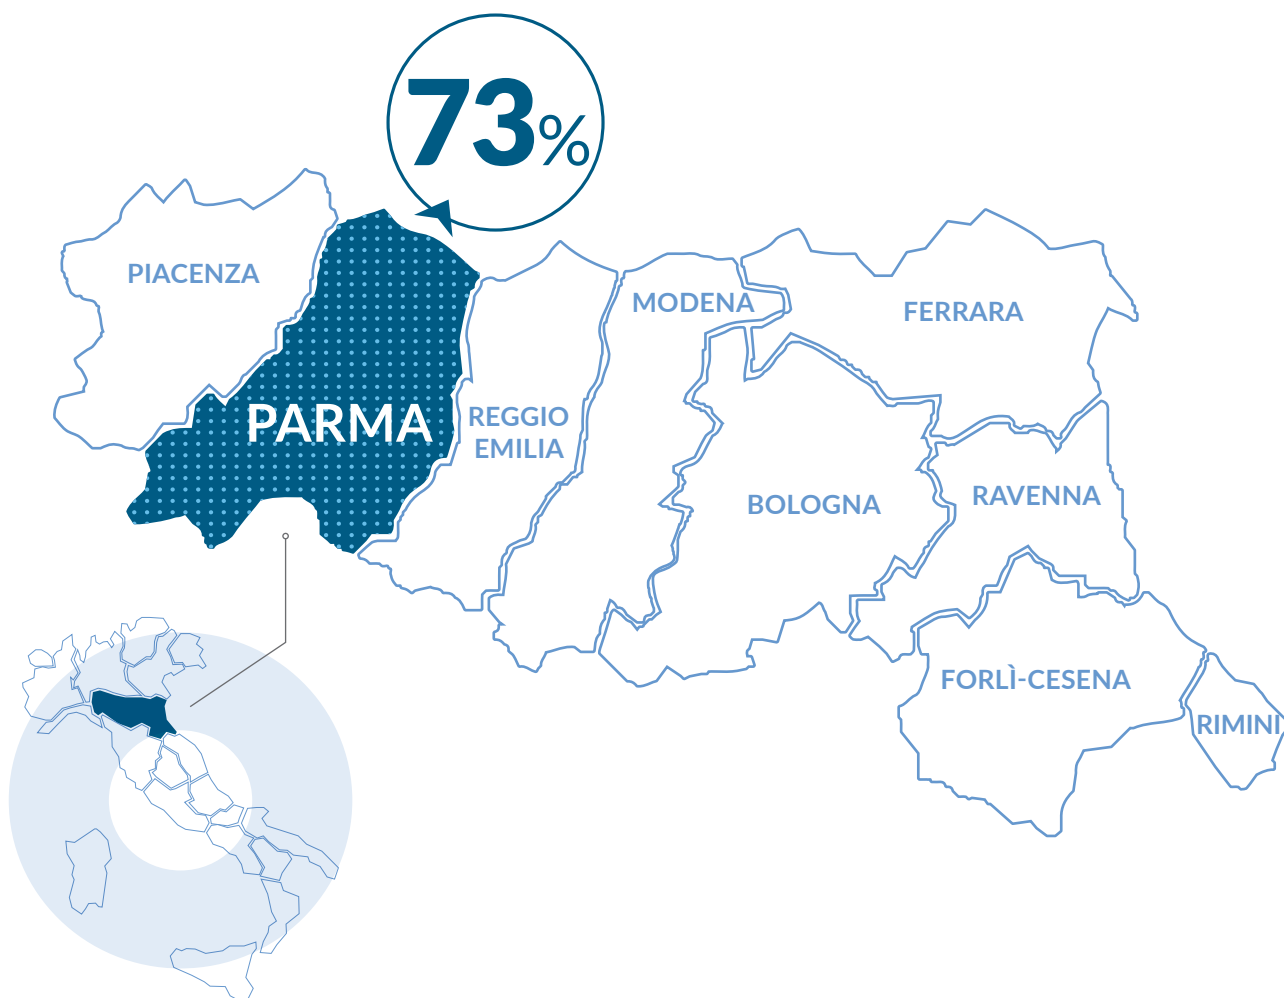 73%
PIACENZA
MODENA
FERRARA
PARMA
REGGIO
EMILIA
BOLOGNA
RAVENNA
FORLÌ-CESENA
RIMINI